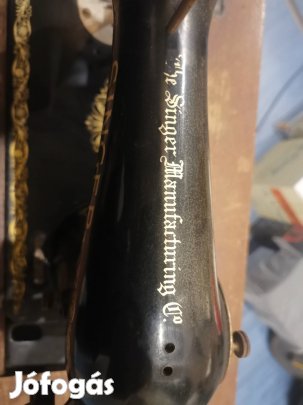 The Singer Manufacturing Co.
Jófogás